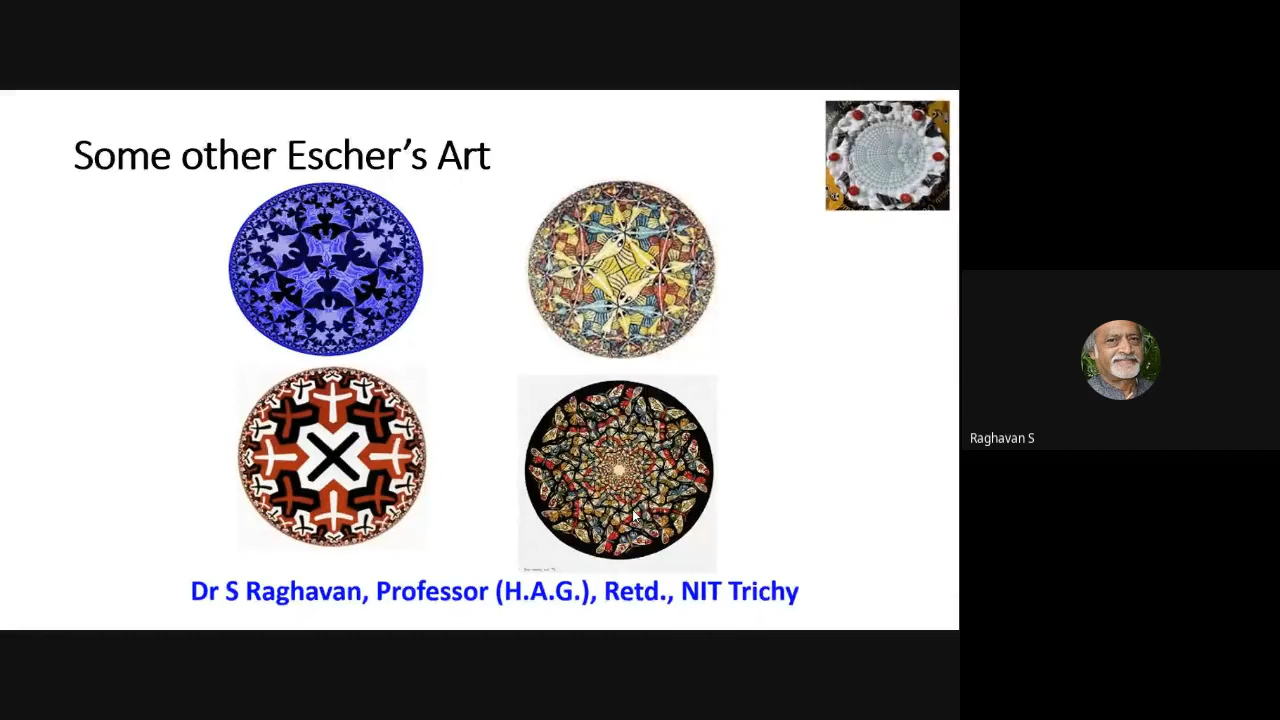 Some other Escher's Art
Raghavan S
Dr S Raghavan, Professor (H.A.G.), Retd., NIT Trichy